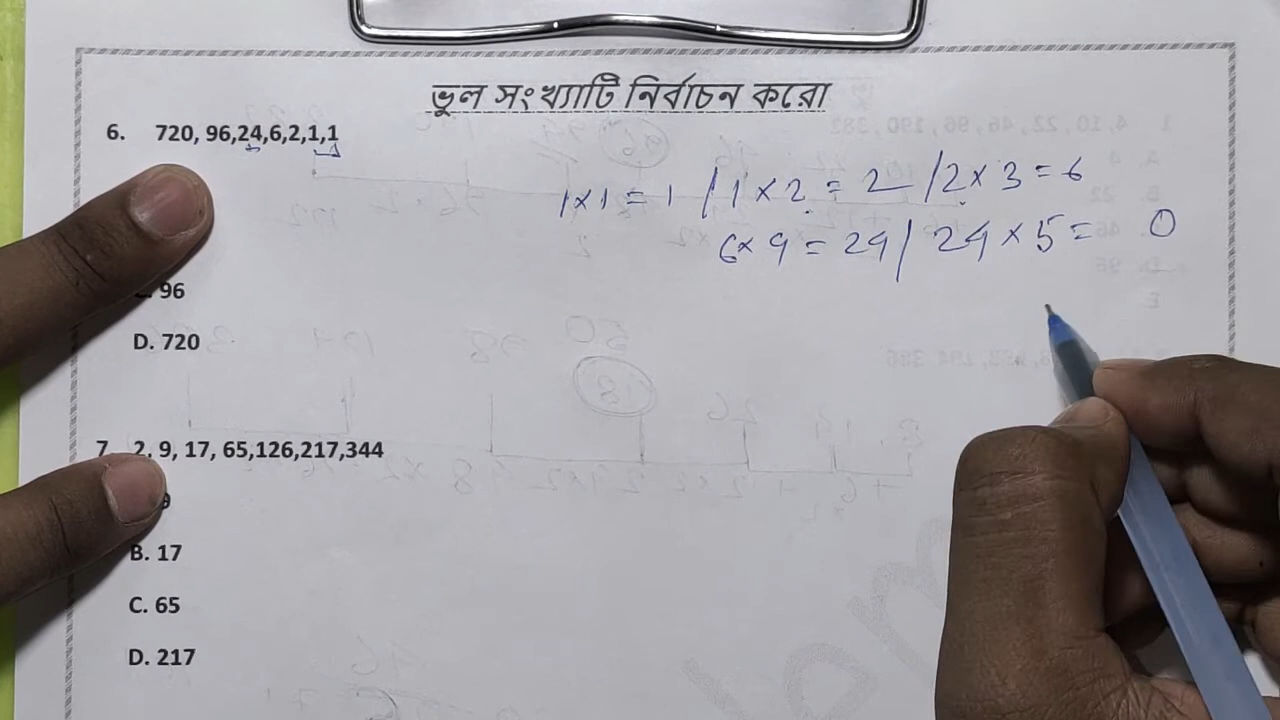 ভুল সংখ্যাটি নির্বাচন করো
6. 720, 96,24,6,2,1,1
1 × 1 = 1 / 1 × 2 = 2 / 2 × 3 = 6
6 × 4 = 24 / 24 × 5 = 0
96
D. 720
7 2, 9, 17, 65,126,217,344
B. 17
C. 65
D. 217